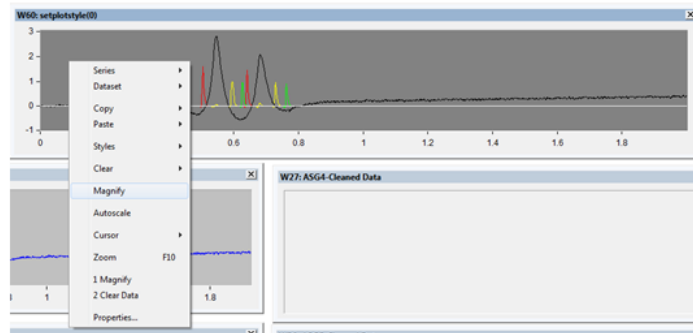 W60: setplotstyle(0)
3
2
1
0
-1
0
0.6
0.8
1
1.2
1.4
1.6
1.8
Series
Dataset
Copy
Paste
Styles
Clear
Magnify
Autoscale
Cursor
Zoom F10
1 Magnify
2 Clear Data
Properties...
W27: ASG4-Cleaned Data
1
1.8